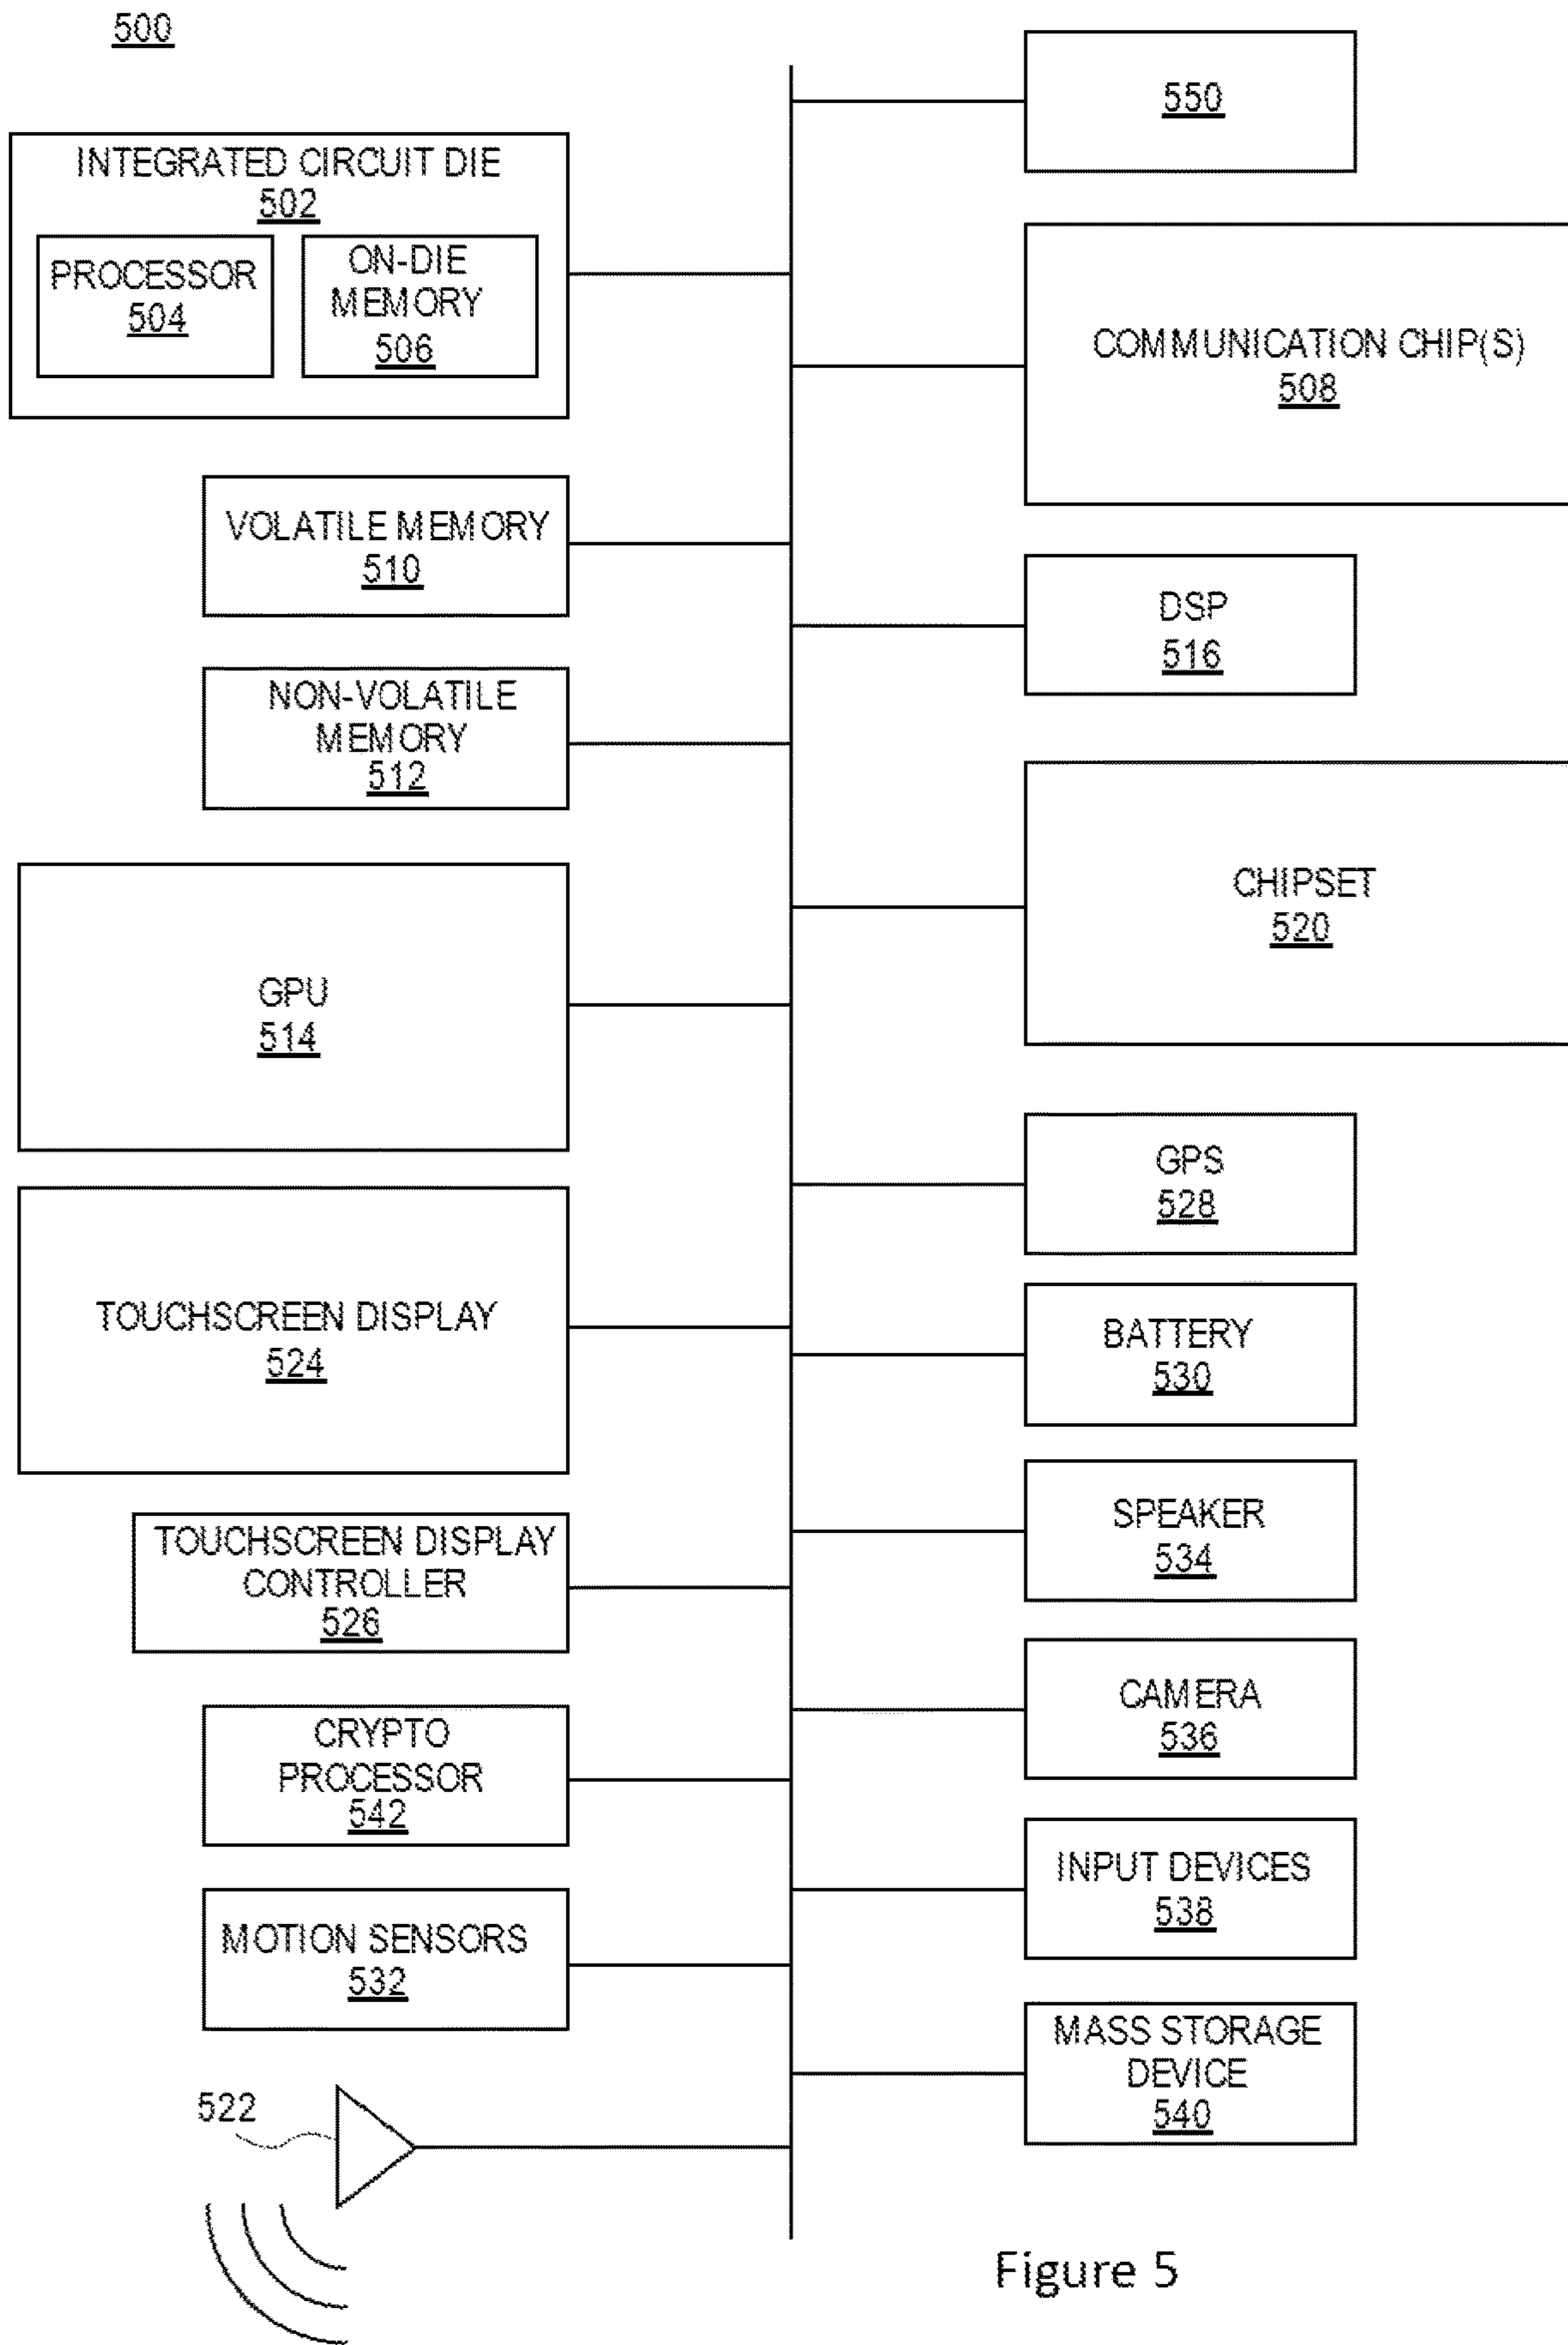 500
INTEGRATED CIRCUIT DIE
502
PROCESSOR
504
ON-DIE
MEMORY
506
VOLATILE MEMORY
510
NON-VOLATILE
MEMORY
512
GPU
514
TOUCHSCREEN DISPLAY
524
TOUCHSCREEN DISPLAY
CONTROLLER
526
CRYPTO
PROCESSOR
542
MOTION SENSORS
532
522
550
COMMUNICATION CHIP(S)
508
DSP
516
CHIPSET
520
GPS
528
BATTERY
530
SPEAKER
534
CAMERA
536
INPUT DEVICES
538
MASS STORAGE
DEVICE
540
Figure 5